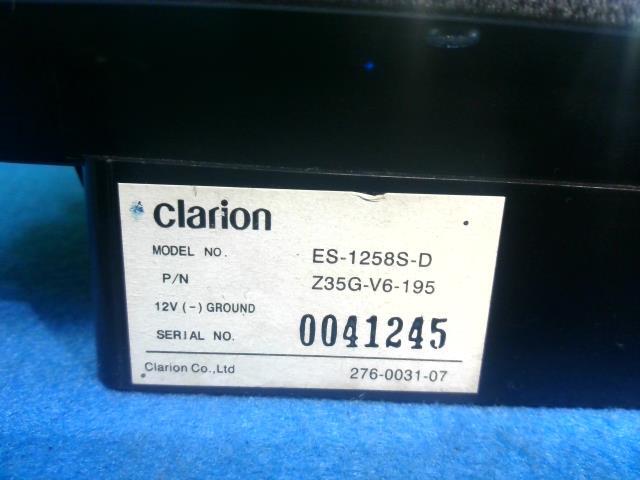 clarion
MODEL NO. ES-1258S-D
P/N Z35G-V6-195
12V (-) GROUND
SERIAL NO. 0041245
Clarion Co.,Ltd 276-0031-07